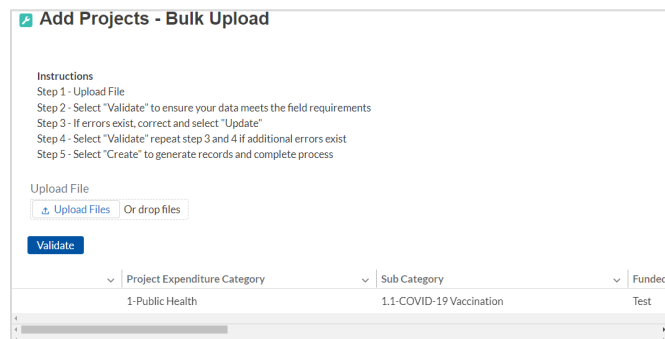 Add Projects - Bulk Upload
Instructions
Step 1 - Upload File
Step 2 - Select "Validate" to ensure your data meets the field requirements
Step 3 - If errors exist, correct and select "Update"
Step 4 - Select "Validate" repeat step 3 and 4 if additional errors exist
Step 5 - Select "Create" to generate records and complete process
Upload File
Upload Files Or drop files
Validate
Project Expenditure Category Sub Category Funded
1-Public Health 1.1-COVID-19 Vaccination Test